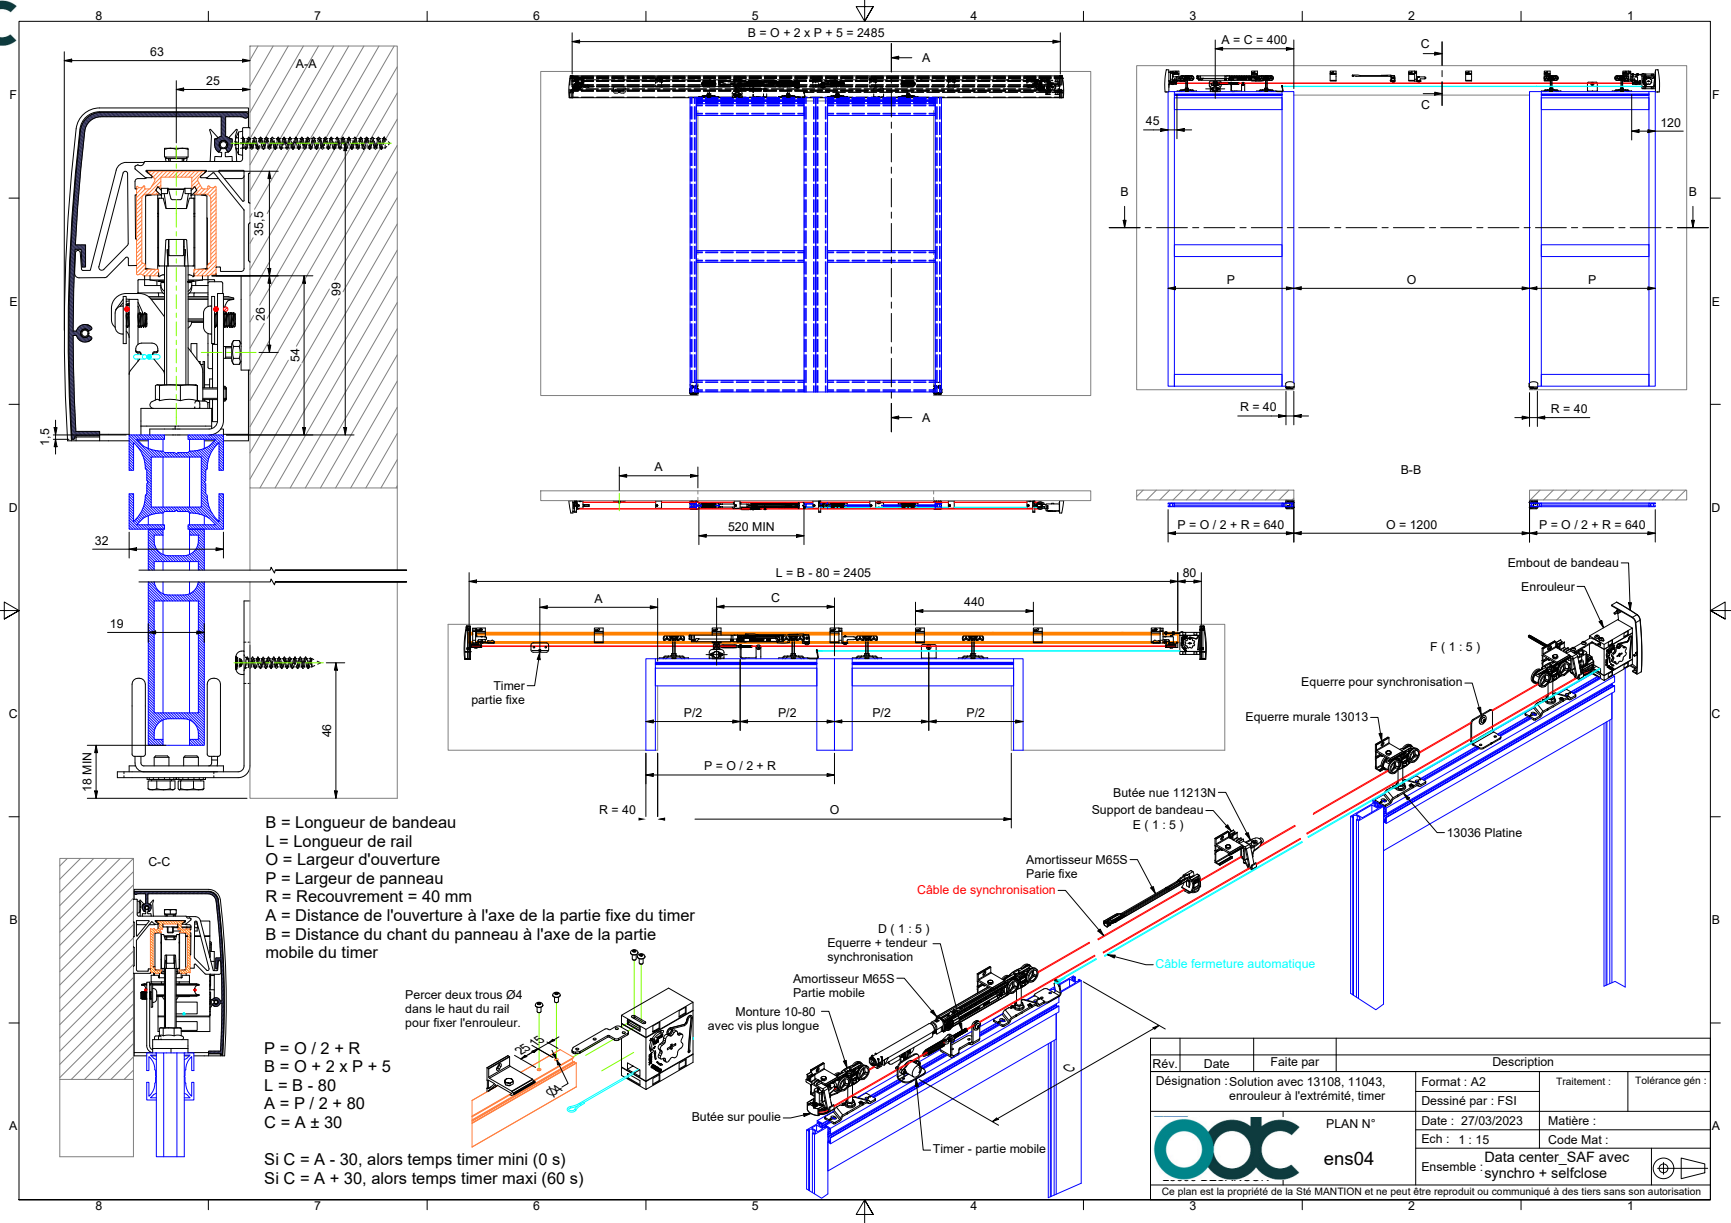 8 7 6 5 4 3 2 1
F
E
D
C
B
A
A-A
63
25
35,5
26
54
99
1,5
32
19
46
18 MIN
B = O + 2 x P + 5 = 2485
A
A
A = C = 400
C
C
45
120
B
B
P
O
P
R = 40
R = 40
A
520 MIN
B-B
P = O / 2 + R = 640
O = 1200
P = O / 2 + R = 640
L = B - 80 = 2405
80
A
C
440
Timer
partie fixe
P/2
P/2
P/2
P/2
P = O / 2 + R
R = 40
O
Embout de bandeau
Enrouleur
F ( 1 : 5 )
Equerre pour synchronisation
Equerre murale 13013
Butée nue 11213N
Support de bandeau
E ( 1 : 5 )
13036 Platine
Amortisseur M65S
Parie fixe
Câble de synchronisation
D ( 1 : 5 )
Equerre + tendeur
synchronisation
Câble fermeture automatique
Amortisseur M65S
Partie mobile
Monture 10-80
avec vis plus longue
Butée sur poulie
Timer - partie mobile
C
B = Longueur de bandeau
L = Longueur de rail
O = Largeur d'ouverture
P = Largeur de panneau
R = Recouvrement = 40 mm
A = Distance de l'ouverture à l'axe de la partie fixe du timer
B = Distance du chant du panneau à l'axe de la partie
mobile du timer
C-C
Percer deux trous Ø4
dans le haut du rail
pour fixer l'enrouleur.
25
15
Ø4
P = O / 2 + R
B = O + 2 x P + 5
L = B - 80
A = P / 2 + 80
C = A ± 30
Si C = A - 30, alors temps timer mini (0 s)
Si C = A + 30, alors temps timer maxi (60 s)
Rév. Date Faite par Description
Désignation : Solution avec 13108, 11043,
enrouleur à l'extrémité, timer
Format : A2
Traitement :
Tolérance gén :
Dessiné par : FSI
odc
PLAN N°
ens04
Date : 27/03/2023
Matière :
Ech : 1 : 15
Code Mat :
Ensemble : Data center_SAF avec
synchro + selfclose
Ce plan est la propriété de la Sté MANTION et ne peut être reproduit ou communiqué à des tiers sans son autorisation
8 7 6 5 4 3 2 1
F
E
D
C
B
A